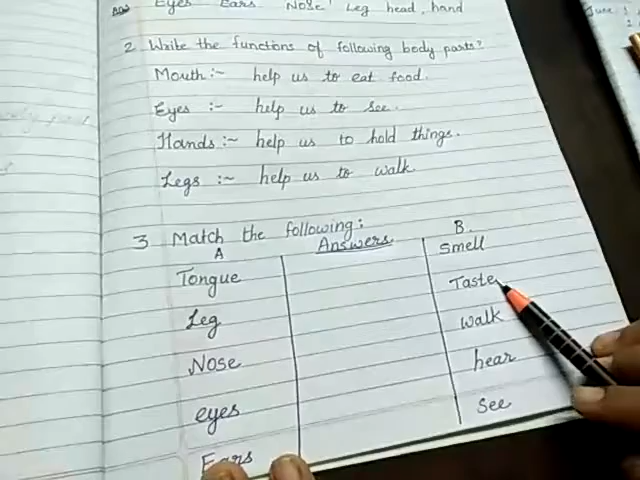 Eyes Ears Nose' Leg head, hand
2 Write the functions of following body parts?
Mouth:~ help us to eat food.
Eyes :~ help us to see.
Hands:~ help us to hold things.
Legs :~ help us to walk
3 Match the following:
A Answers B.
Tongue Smell
Leg Taste
Nose walk
eyes hear
Ears see
June